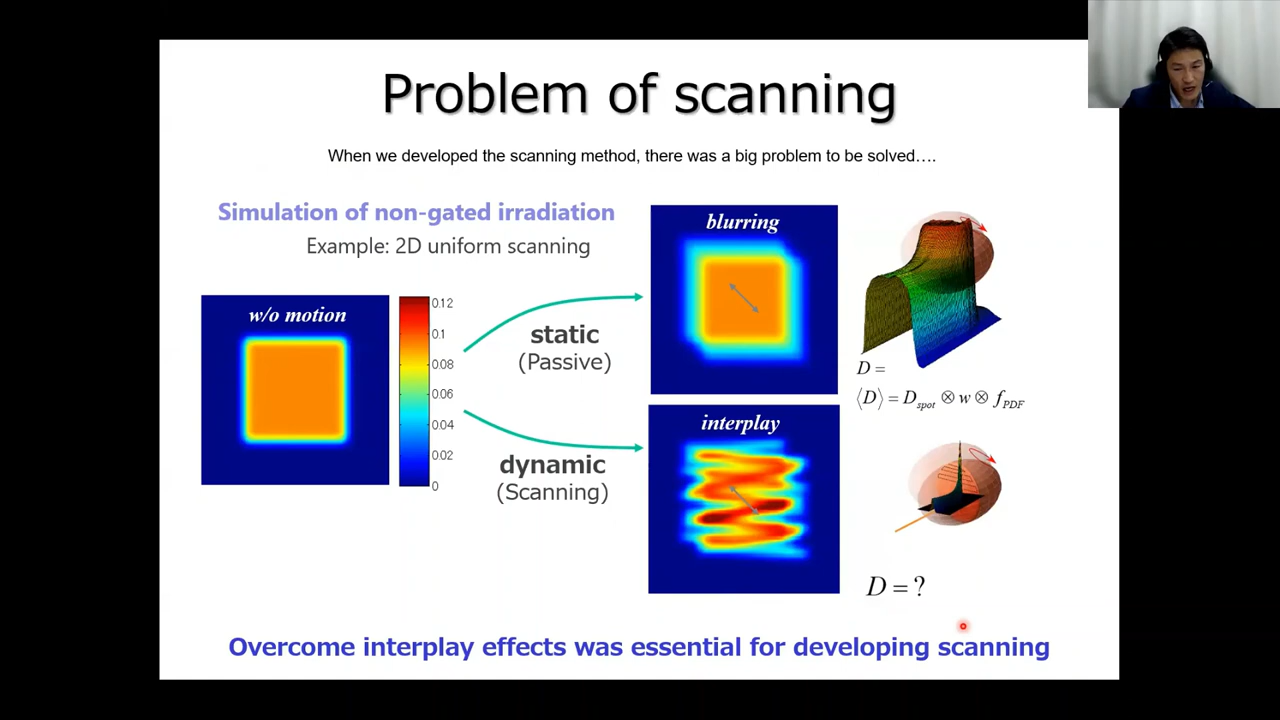 Problem of scanning
When we developed the scanning method, there was a big problem to be solved….
Simulation of non-gated irradiation
Example: 2D uniform scanning
w/o motion
0.12
0.1
0.08
0.06
0.04
0.02
0
static
(Passive)
dynamic
(Scanning)
blurring
interplay
D =
⟨D⟩ = D_spot ⊗ w ⊗ f_PDF
D = ?
Overcome interplay effects was essential for developing scanning